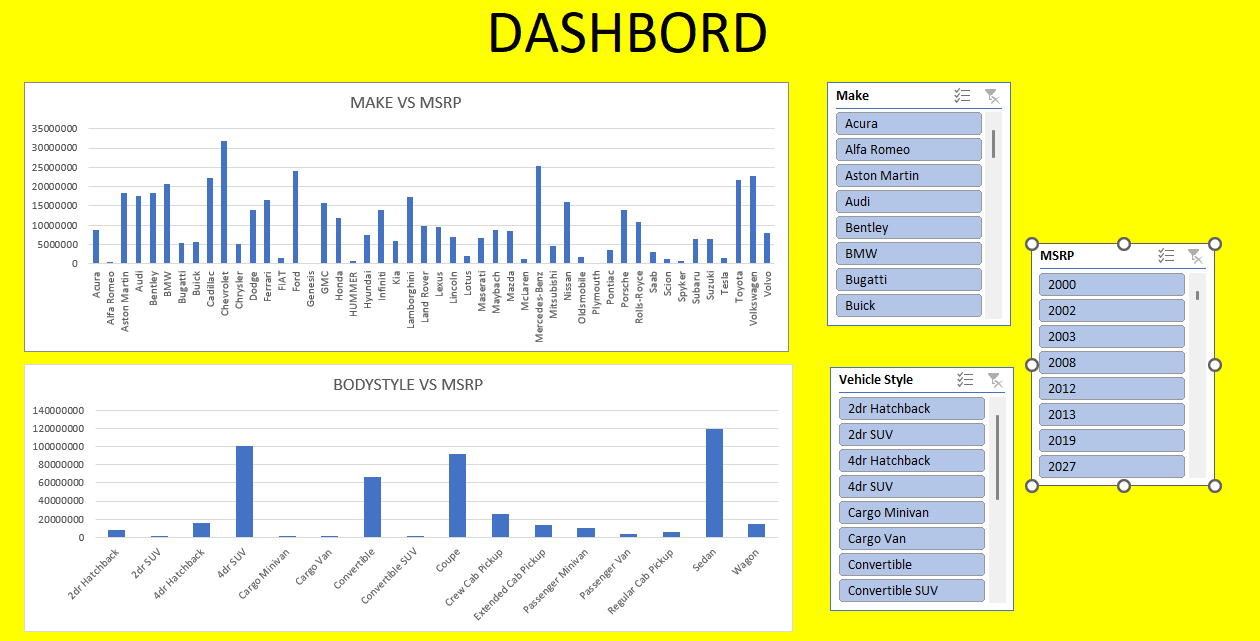 DASHBORD
MAKE VS MSRP
35000000
30000000
25000000
20000000
15000000
10000000
5000000
0
Acura
Alfa Romeo
Aston Martin
Audi
Bentley
BMW
Bugatti
Buick
Cadillac
Chevrolet
Chrysler
Dodge
Ferrari
FIAT
Ford
Genesis
GMC
Honda
HUMMER
Hyundai
Infiniti
Kia
Lamborghini
Land Rover
Lexus
Lincoln
Lotus
Maserati
Maybach
Mazda
McLaren
Mercedes-Benz
Mitsubishi
Nissan
Oldsmobile
Plymouth
Pontiac
Porsche
Rolls-Royce
Saab
Scion
Spyker
Subaru
Suzuki
Tesla
Toyota
Volkswagen
Volvo
BODYSTYLE VS MSRP
140000000
120000000
100000000
80000000
60000000
40000000
20000000
0
2dr Hatchback
2dr SUV
4dr Hatchback
4dr SUV
Cargo Minivan
Cargo Van
Convertible
Convertible SUV
Coupe
Crew Cab Pickup
Extended Cab Pickup
Passenger Minivan
Passenger Van
Regular Cab Pickup
Sedan
Wagon
Make
Acura
Alfa Romeo
Aston Martin
Audi
Bentley
BMW
Bugatti
Buick
Vehicle Style
2dr Hatchback
2dr SUV
4dr Hatchback
4dr SUV
Cargo Minivan
Cargo Van
Convertible
Convertible SUV
MSRP
2000
2002
2003
2008
2012
2013
2019
2027